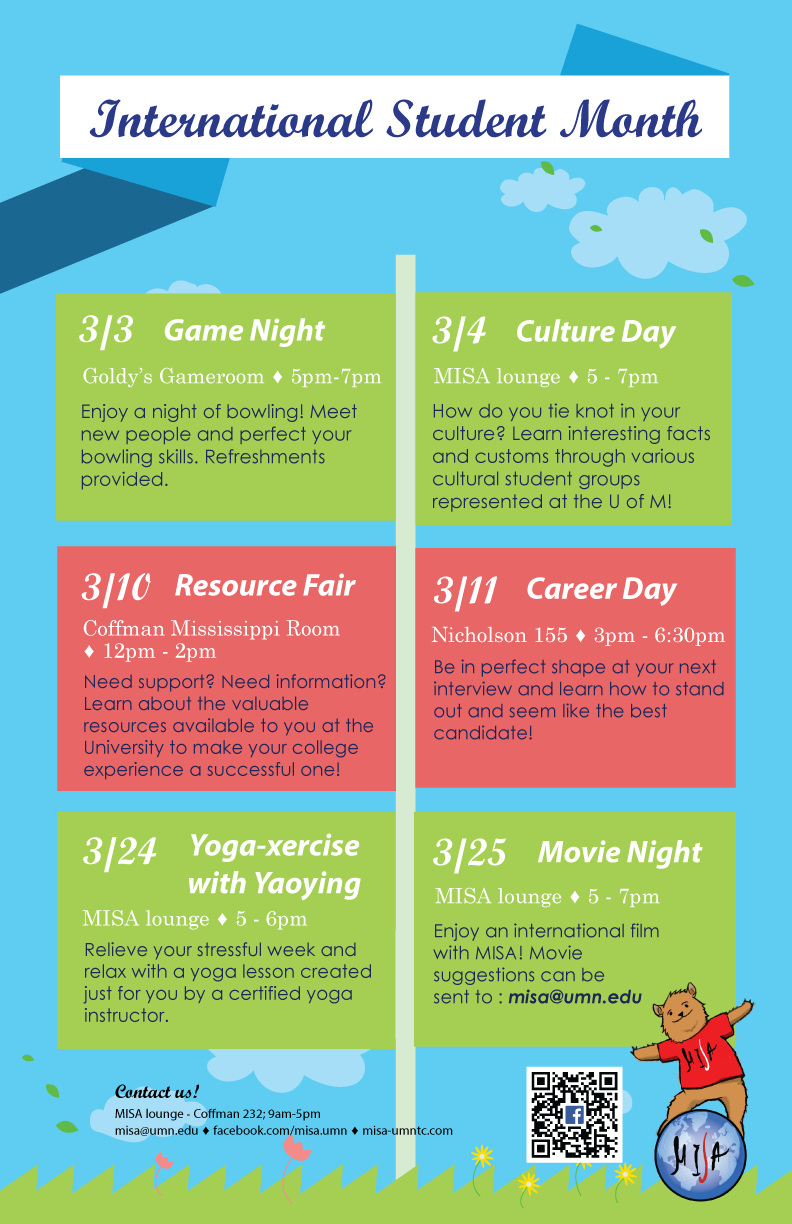 International Student Month
3/3 Game Night
Goldy's Gameroom ♦ 5pm-7pm
Enjoy a night of bowling! Meet
new people and perfect your
bowling skills. Refreshments
provided.
3/4 Culture Day
MISA lounge ♦ 5 - 7pm
How do you tie knot in your
culture? Learn interesting facts
and customs through various
cultural student groups
represented at the U of M!
3/10 Resource Fair
Coffman Mississippi Room
♦ 12pm - 2pm
Need support? Need information?
Learn about the valuable
resources available to you at the
University to make your college
experience a successful one!
3/11 Career Day
Nicholson 155 ♦ 3pm - 6:30pm
Be in perfect shape at your next
interview and learn how to stand
out and seem like the best
candidate!
3/24 Yoga-xercise
with Yaoying
MISA lounge ♦ 5 - 6pm
Relieve your stressful week and
relax with a yoga lesson created
just for you by a certified yoga
instructor.
3/25 Movie Night
MISA lounge ♦ 5 - 7pm
Enjoy an international film
with MISA! Movie
suggestions can be
sent to : misa@umn.edu
MISA
MISA
Contact us!
MISA lounge - Coffman 232; 9am-5pm
misa@umn.edu ♦ facebook.com/misa.umn ♦ misa-umntc.com